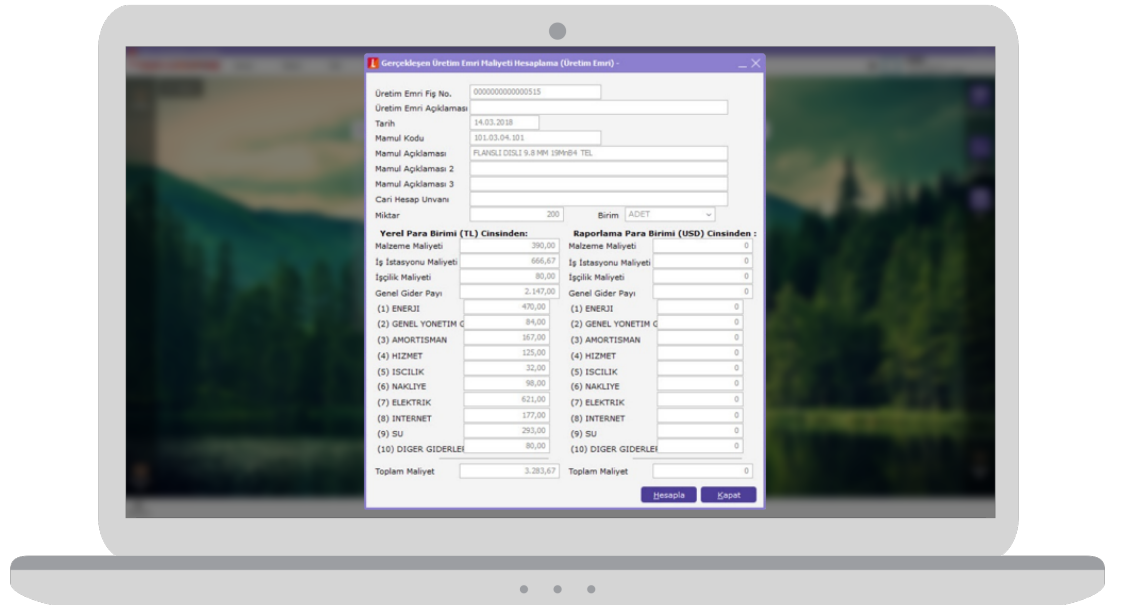 Gerçekleşen Üretim Emri Maliyeti Hesaplama (Üretim Emri) -
Üretim Emri Fiş No. 0000000000000515
Üretim Emri Açıklaması
Tarih 14.03.2018
Mamul Kodu 101.03.04.101
Mamul Açıklaması FLANSLI DISLI 9.8 MM 19Mn64 TEL
Mamul Açıklaması 2
Mamul Açıklaması 3
Cari Hesap Unvanı
Miktar 200 Birim ADET
Yerel Para Birimi (TL) Cinsinden: Raporlama Para Birimi (USD) Cinsinden :
Malzeme Maliyeti 390,00 Malzeme Maliyeti 0
İş İstasyonu Maliyeti 666,67 İş İstasyonu Maliyeti 0
İşçilik Maliyeti 80,00 İşçilik Maliyeti 0
Genel Gider Payı 2.147,00 Genel Gider Payı 0
(1) ENERJI 470,00 (1) ENERJI 0
(2) GENEL YONETIM G 84,00 (2) GENEL YONETIM G 0
(3) AMORTISMAN 167,00 (3) AMORTISMAN 0
(4) HIZMET 125,00 (4) HIZMET 0
(5) ISCILIK 32,00 (5) ISCILIK 0
(6) NAKLIYE 98,00 (6) NAKLIYE 0
(7) ELEKTRIK 621,00 (7) ELEKTRIK 0
(8) INTERNET 177,00 (8) INTERNET 0
(9) SU 293,00 (9) SU 0
(10) DIGER GIDERLER 80,00 (10) DIGER GIDERLER 0
Toplam Maliyet 3.283,67 Toplam Maliyet 0
Hesapla Kapat